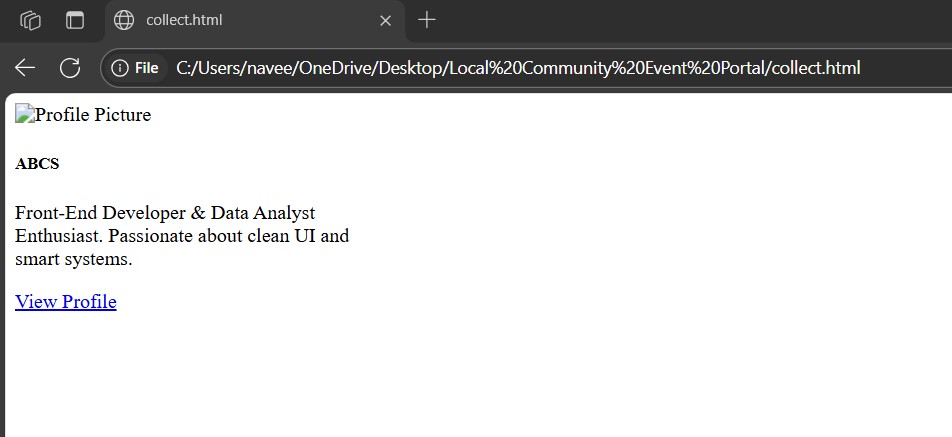 collect.html
File
C:/Users/navee/OneDrive/Desktop/Local%20Community%20Event%20Portal/collect.html
Profile Picture
ABCS
Front-End Developer & Data Analyst
Enthusiast. Passionate about clean UI and
smart systems.
View Profile